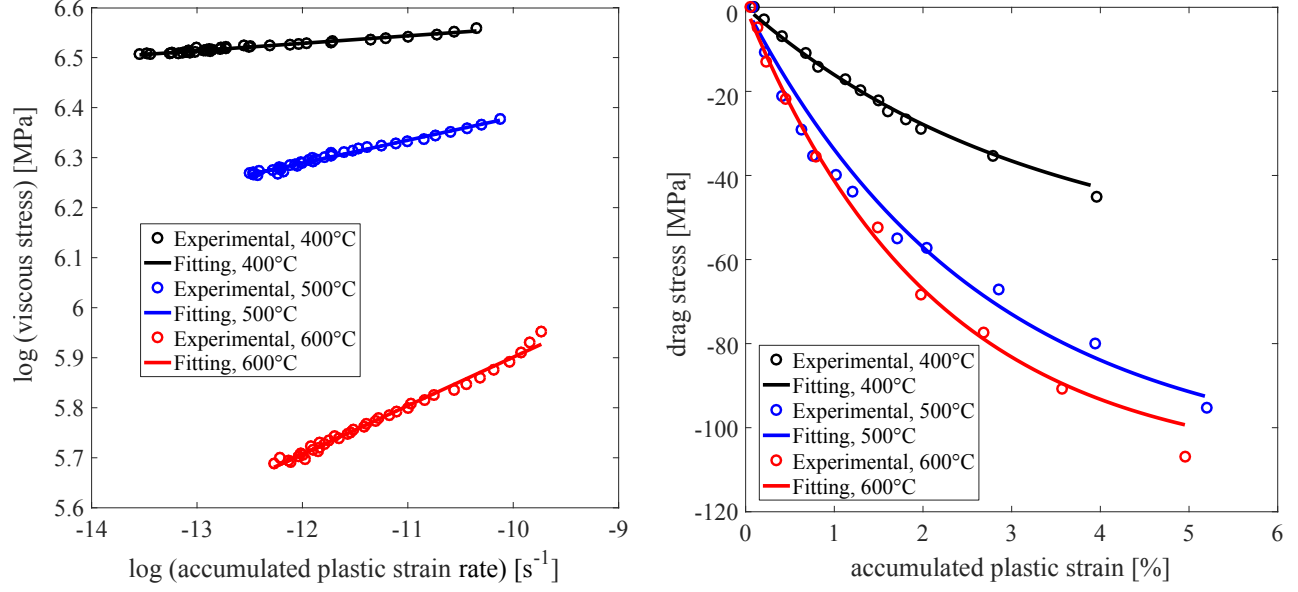 6.6
6.5
6.4
6.3
6.2
6.1
6
5.9
5.8
5.7
5.6
-14
-13
-12
-11
-10
-9
log (viscous stress) [MPa]
log (accumulated plastic strain rate) [s⁻¹]
Experimental, 400°C
Fitting, 400°C
Experimental, 500°C
Fitting, 500°C
Experimental, 600°C
Fitting, 600°C
0
-20
-40
-60
-80
-100
-120
0
1
2
3
4
5
6
drag stress [MPa]
accumulated plastic strain [%]
Experimental, 400°C
Fitting, 400°C
Experimental, 500°C
Fitting, 500°C
Experimental, 600°C
Fitting, 600°C